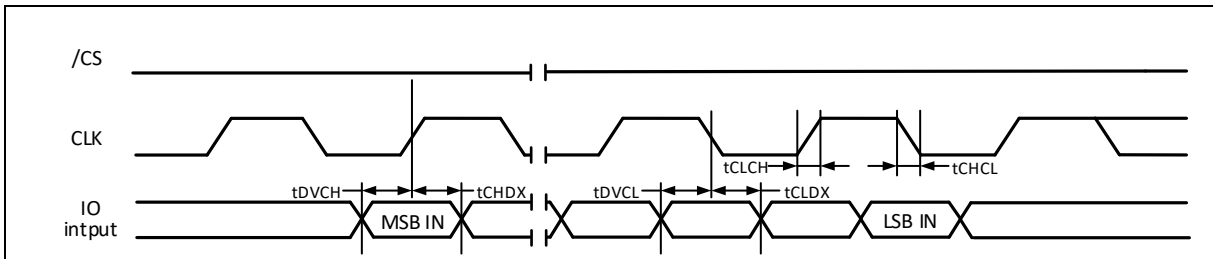 /CS
CLK
tCLCH
tCHCL
tDVCH
tCHDX
tDVCL
tCLDX
IO
intput
MSB IN
LSB IN